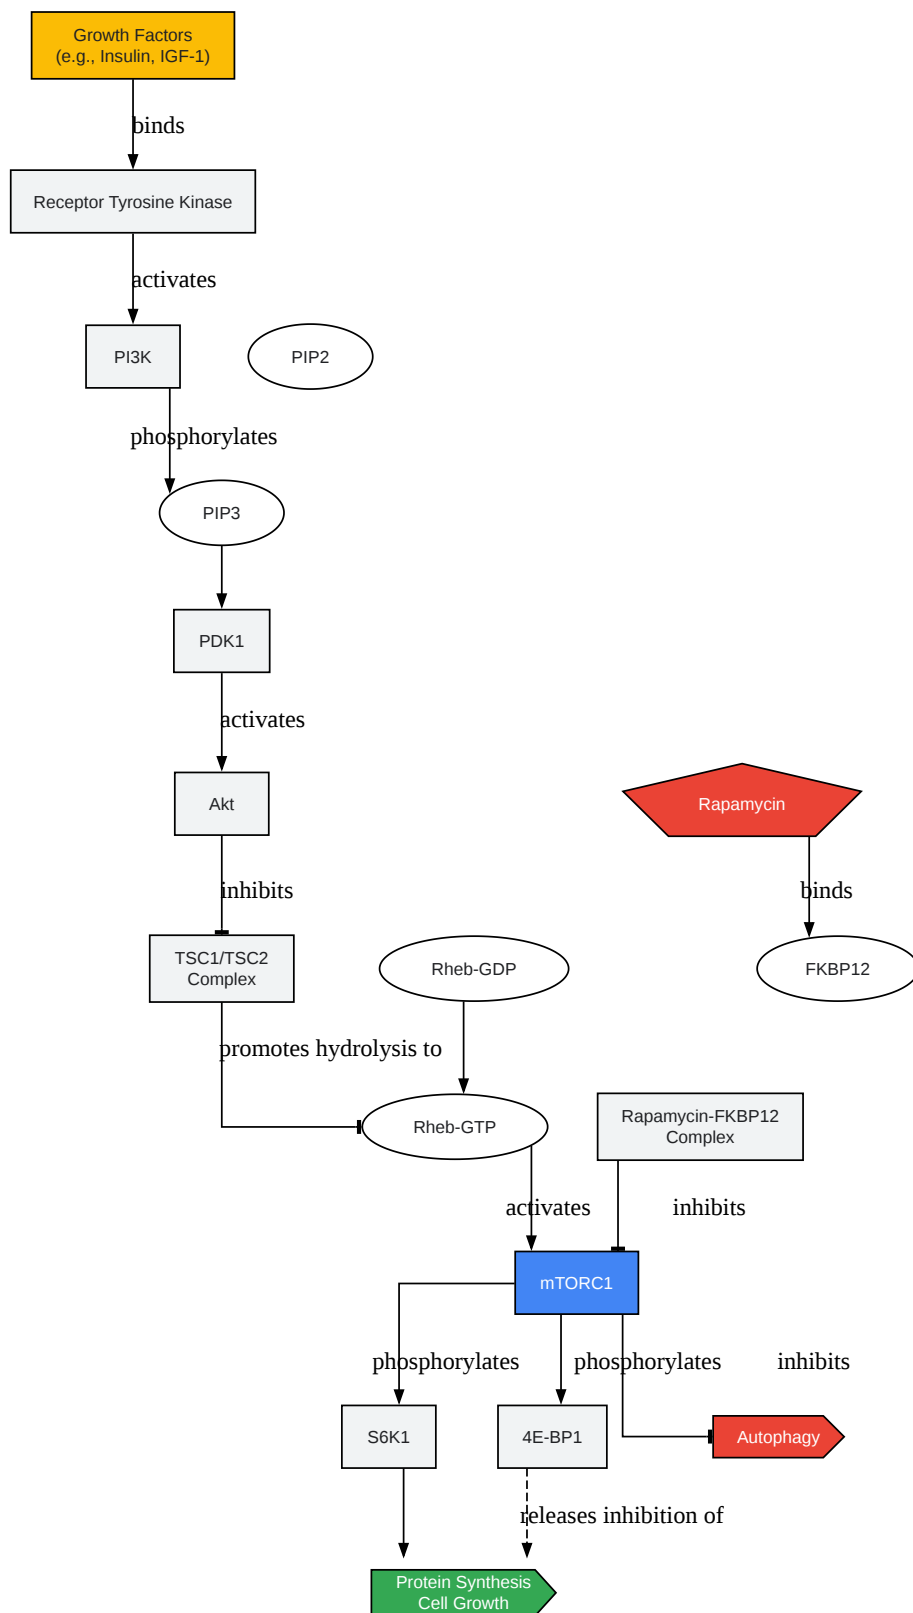 Growth Factors
(e.g., Insulin, IGF-1)
binds
Receptor Tyrosine Kinase
activates
PI3K
PIP2
phosphorylates
PIP3
PDK1
activates
Akt
Rapamycin
inhibits
binds
TSC1/TSC2
Complex
Rheb-GDP
FKBP12
promotes hydrolysis to
Rheb-GTP
Rapamycin-FKBP12
Complex
activates
inhibits
mTORC1
phosphorylates
phosphorylates
inhibits
S6K1
4E-BP1
Autophagy
releases inhibition of
Protein Synthesis
Cell Growth